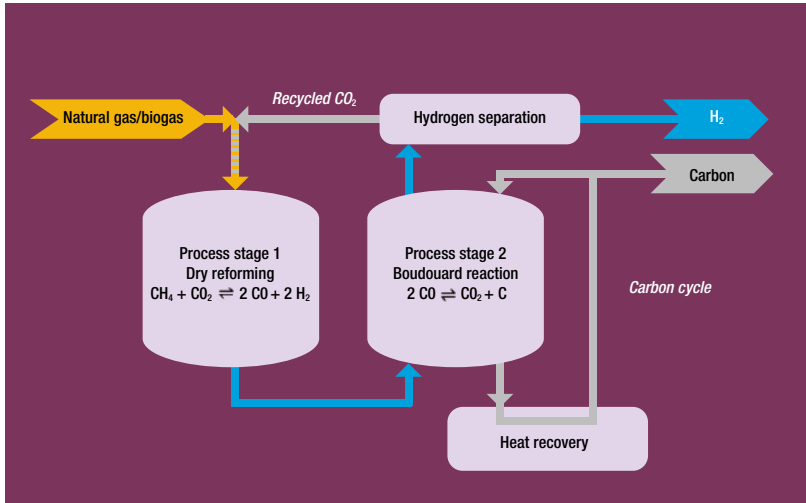 Recycled CO₂
Natural gas/biogas
Hydrogen separation
H₂
Carbon
Process stage 1
Dry reforming
CH₄ + CO₂ ⇌ 2 CO + 2 H₂
Process stage 2
Boudouard reaction
2 CO ⇌ CO₂ + C
Carbon cycle
Heat recovery